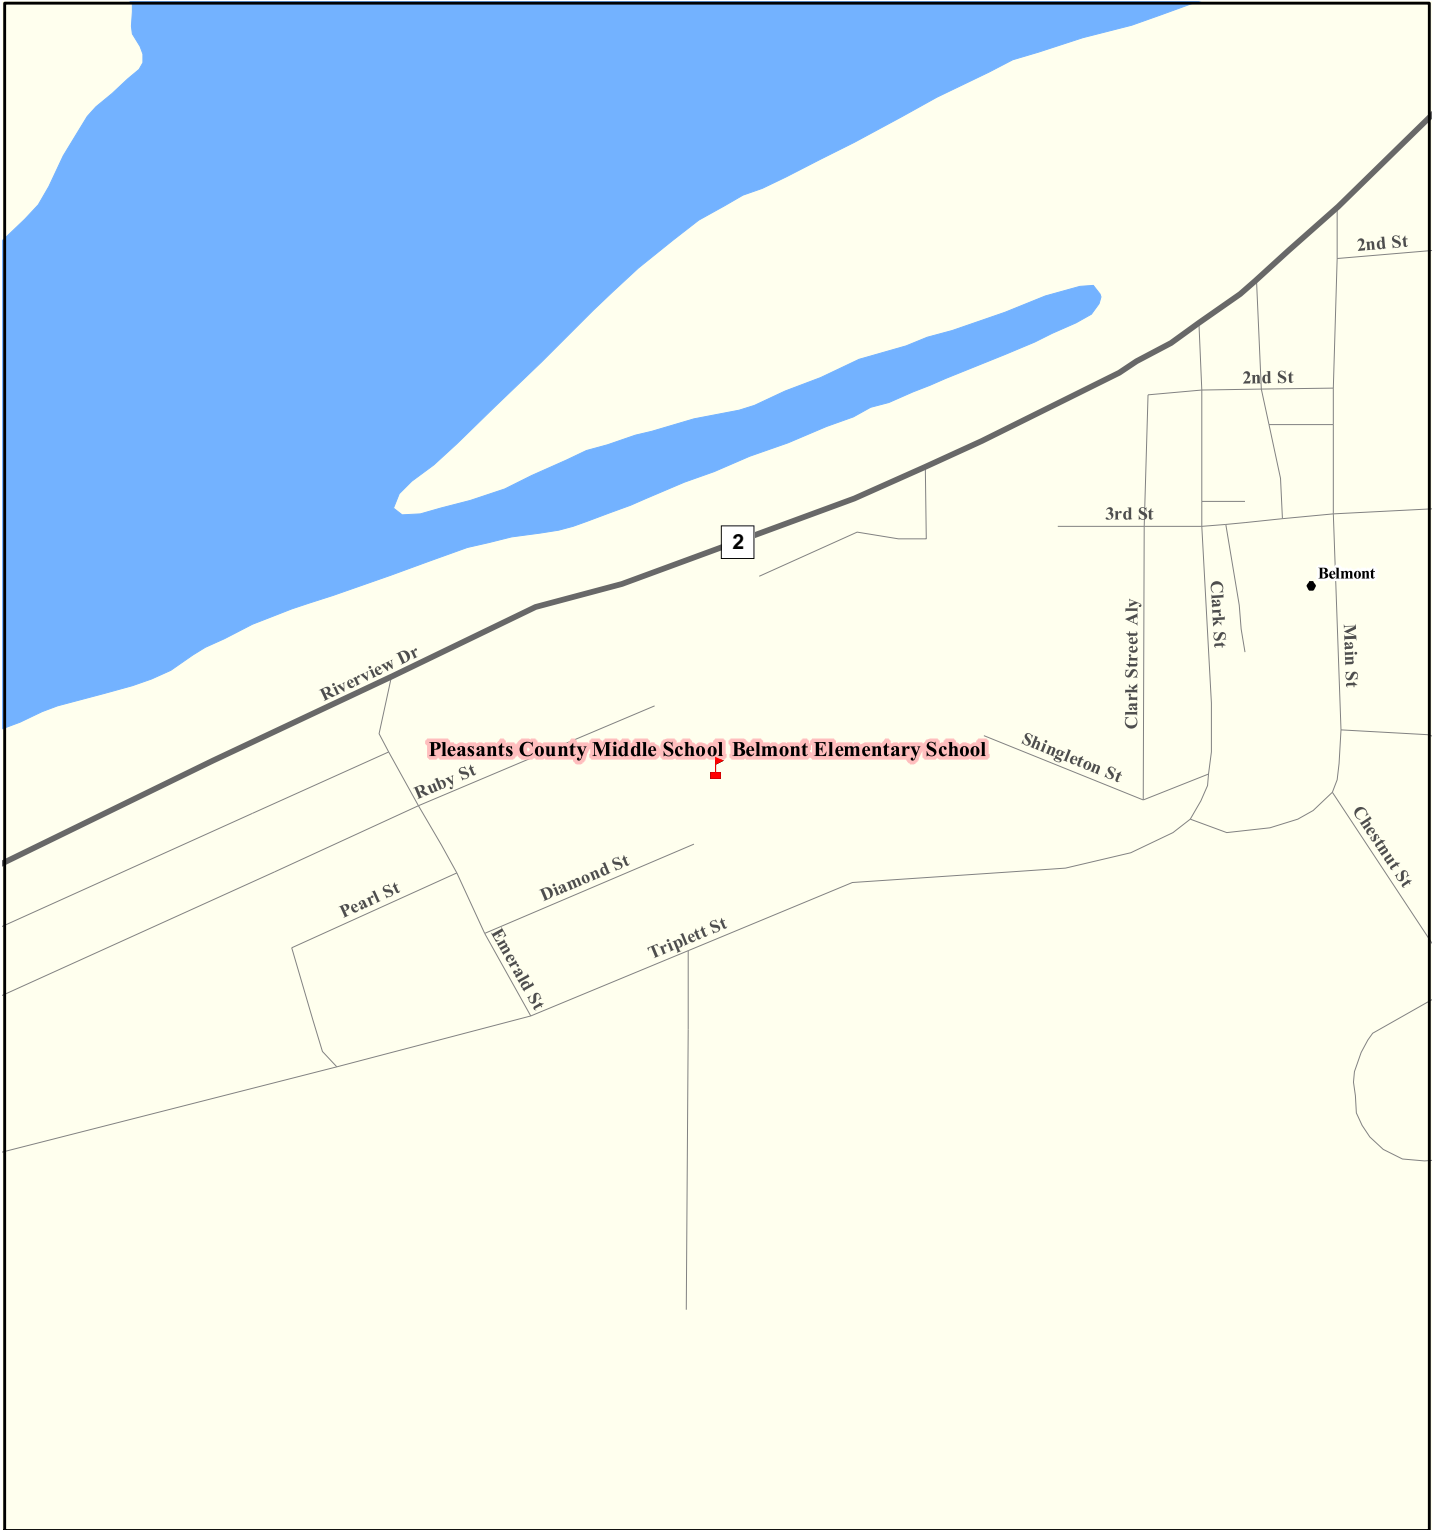 2nd St
2nd St
3rd St
2
Belmont
Clark St
Clark Street Aly
Main St
Riverview Dr
Shingleton St
Pleasants County Middle School
Belmont Elementary School
Ruby St
Chestnut St
Diamond St
Pearl St
Triplett St
Emerald St